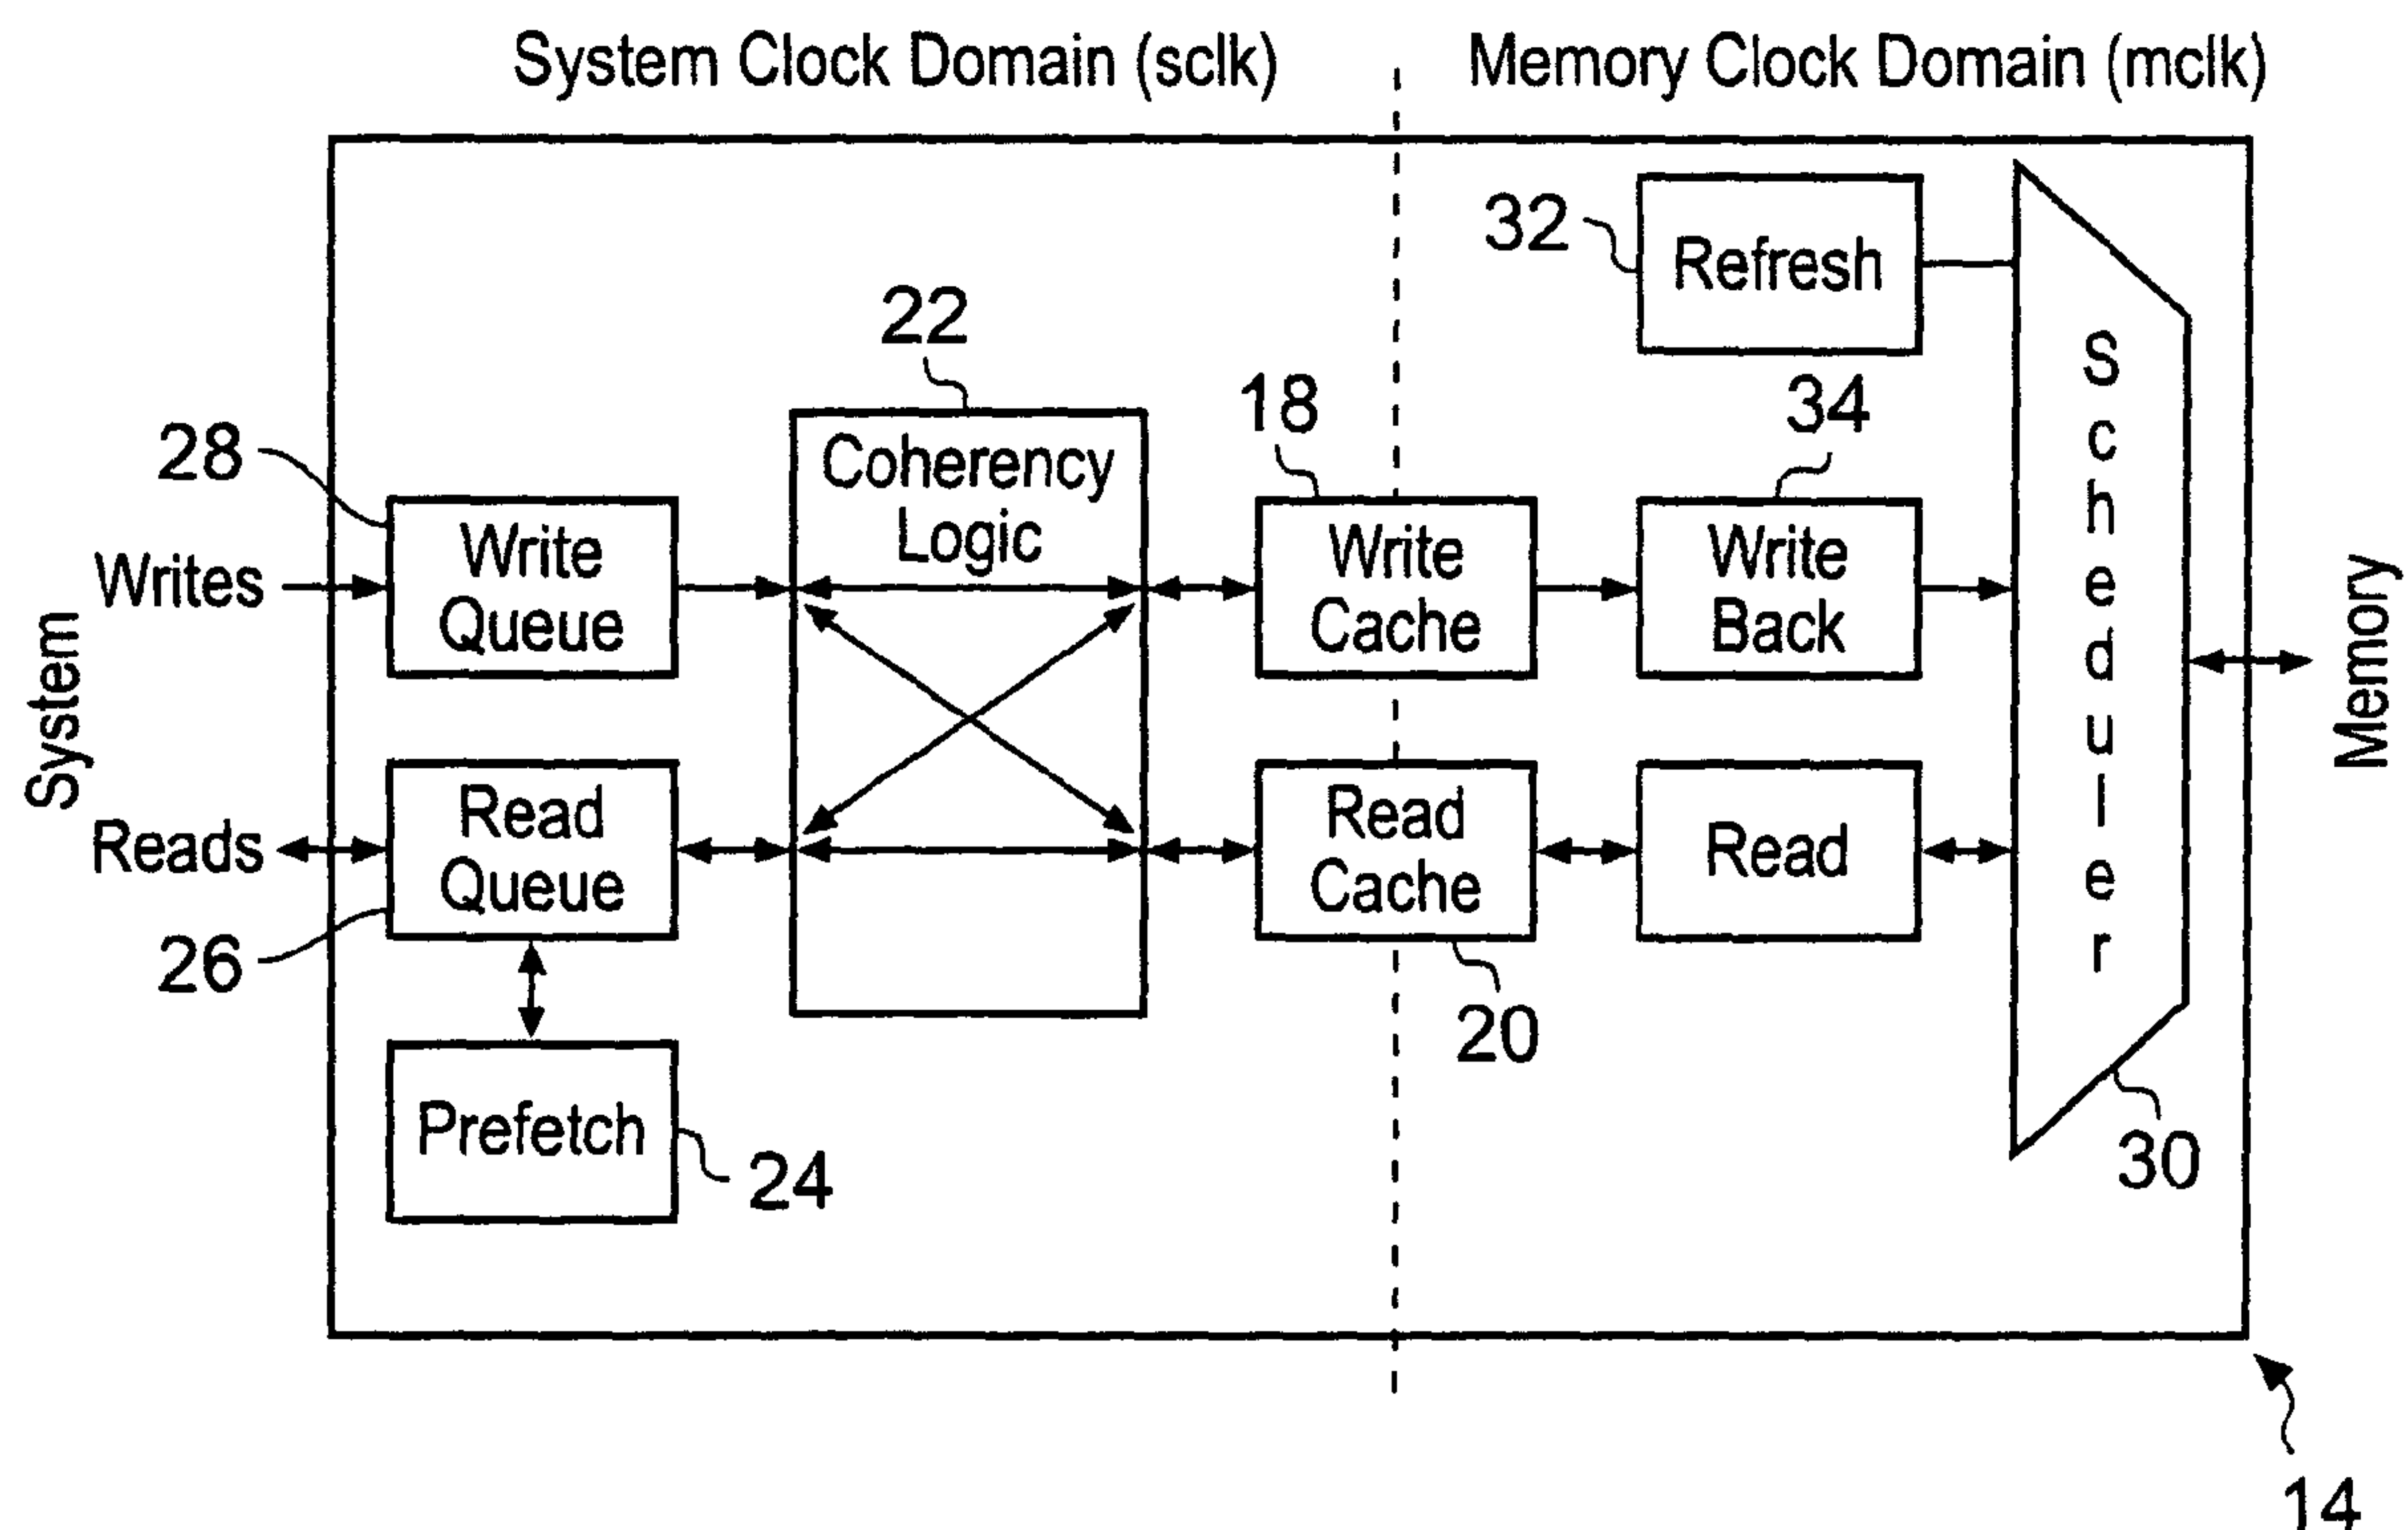 System Clock Domain (sclk)
Memory Clock Domain (mclk)
32
Refresh
22
18
34
28
Coherency
Logic
Writes
Write
Queue
Write
Cache
Write
Back
Scheduler
System
Memory
Reads
Read
Queue
Read
Cache
Read
26
20
Prefetch
24
30
14